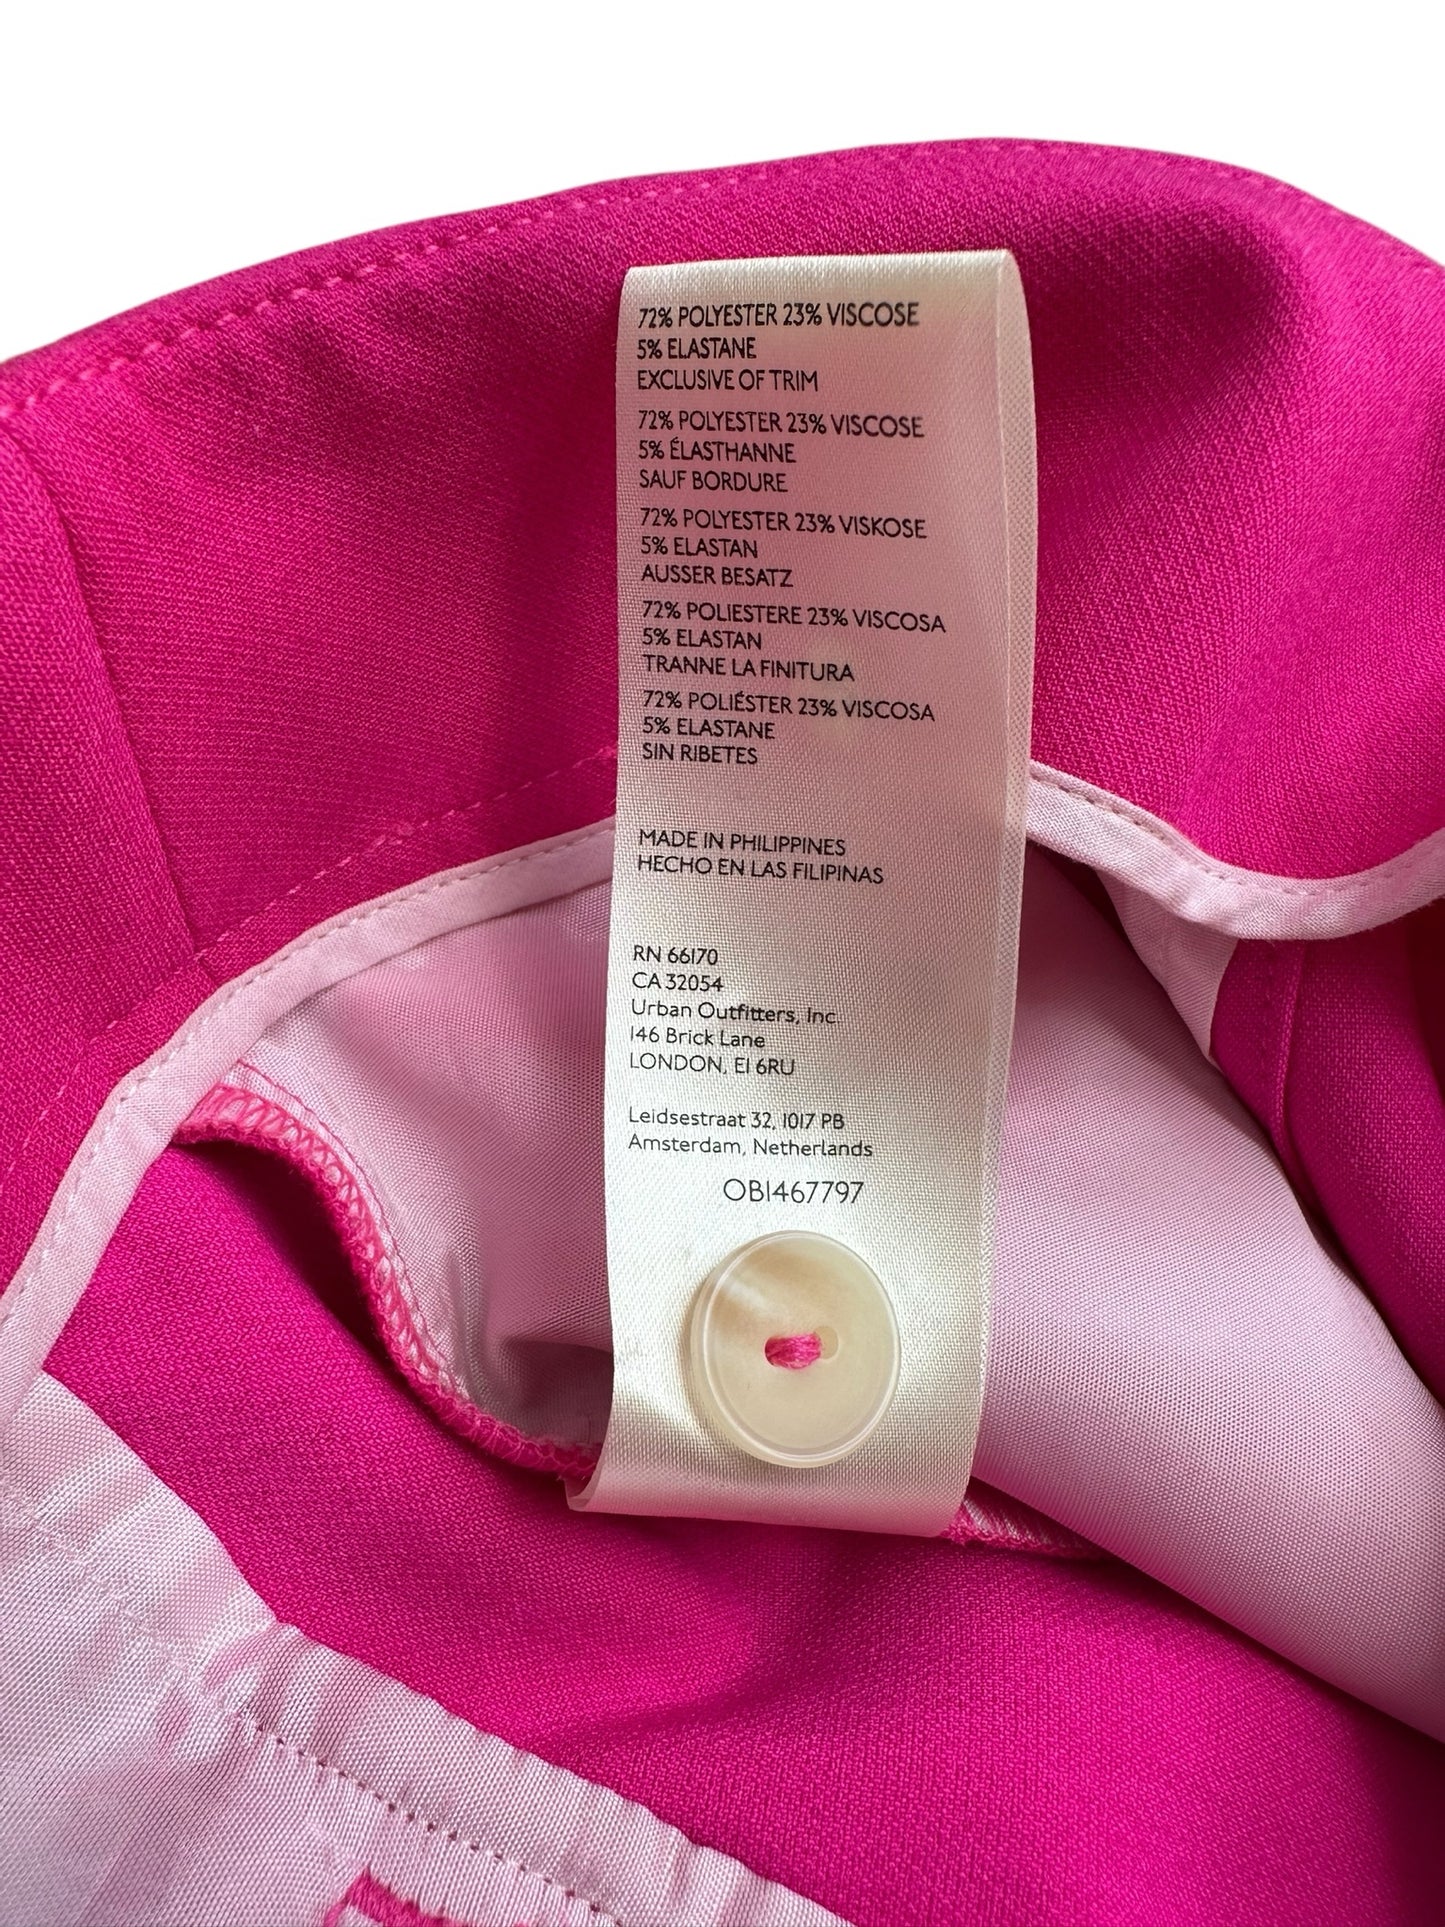 72% POLYESTER 23% VISCOSE
5% ELASTANE
EXCLUSIVE OF TRIM
72% POLYESTER 23% VISCOSE
5% ÉLASTHANNE
SAUF BORDURE
72% POLYESTER 23% VISKOSE
5% ELASTAN
AUSSER BESATZ
72% POLIESTERE 23% VISCOSA
5% ELASTAN
TRANNE LA FINITURA
72% POLIÉSTER 23% VISCOSA
5% ELASTANE
SIN RIBETES
MADE IN PHILIPPINES
HECHO EN LAS FILIPINAS
RN 66170
CA 32054
Urban Outfitters, Inc.
146 Brick Lane
LONDON, E1 6RU
Leidsestraat 32, 1017 PB
Amsterdam, Netherlands
OB1467797